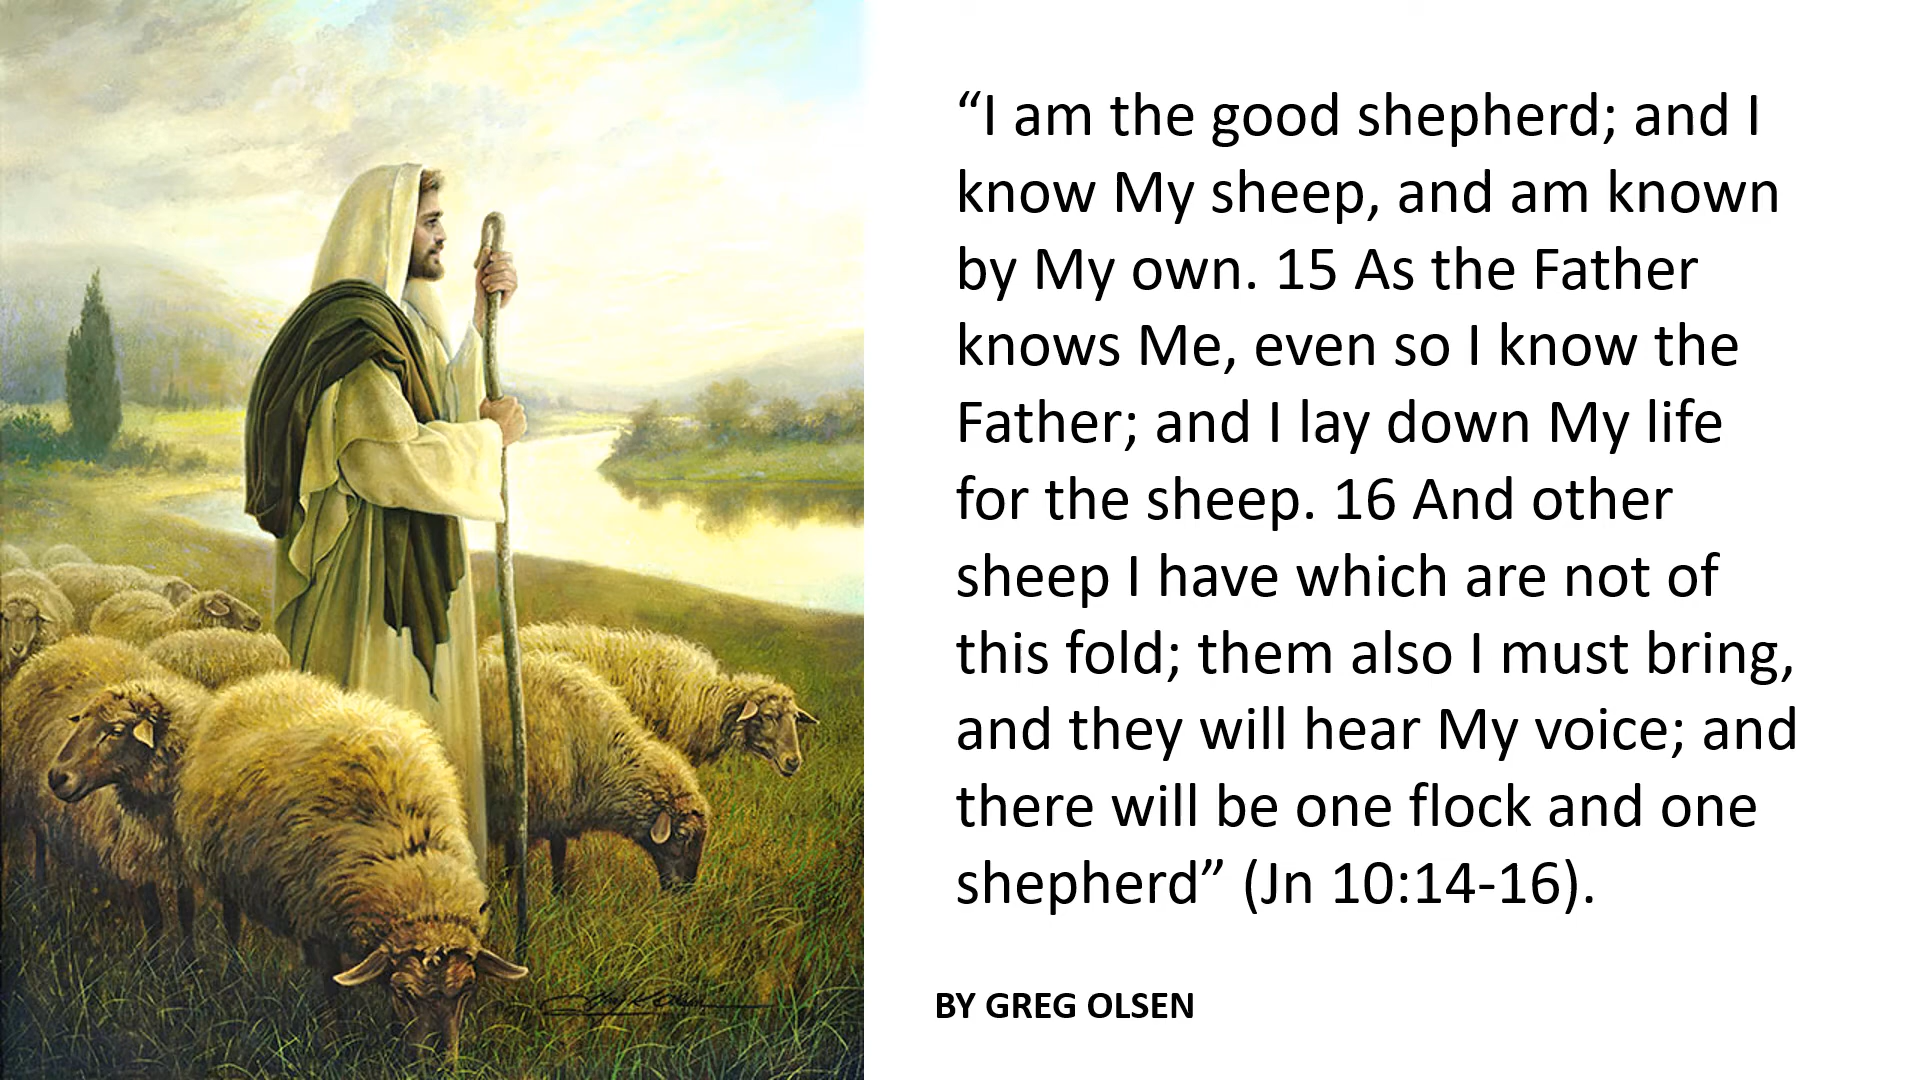 “I am the good shepherd; and I
know My sheep, and am known
by My own. 15 As the Father
knows Me, even so I know the
Father; and I lay down My life
for the sheep. 16 And other
sheep I have which are not of
this fold; them also I must bring,
and they will hear My voice; and
there will be one flock and one
shepherd” (Jn 10:14-16).
BY GREG OLSEN